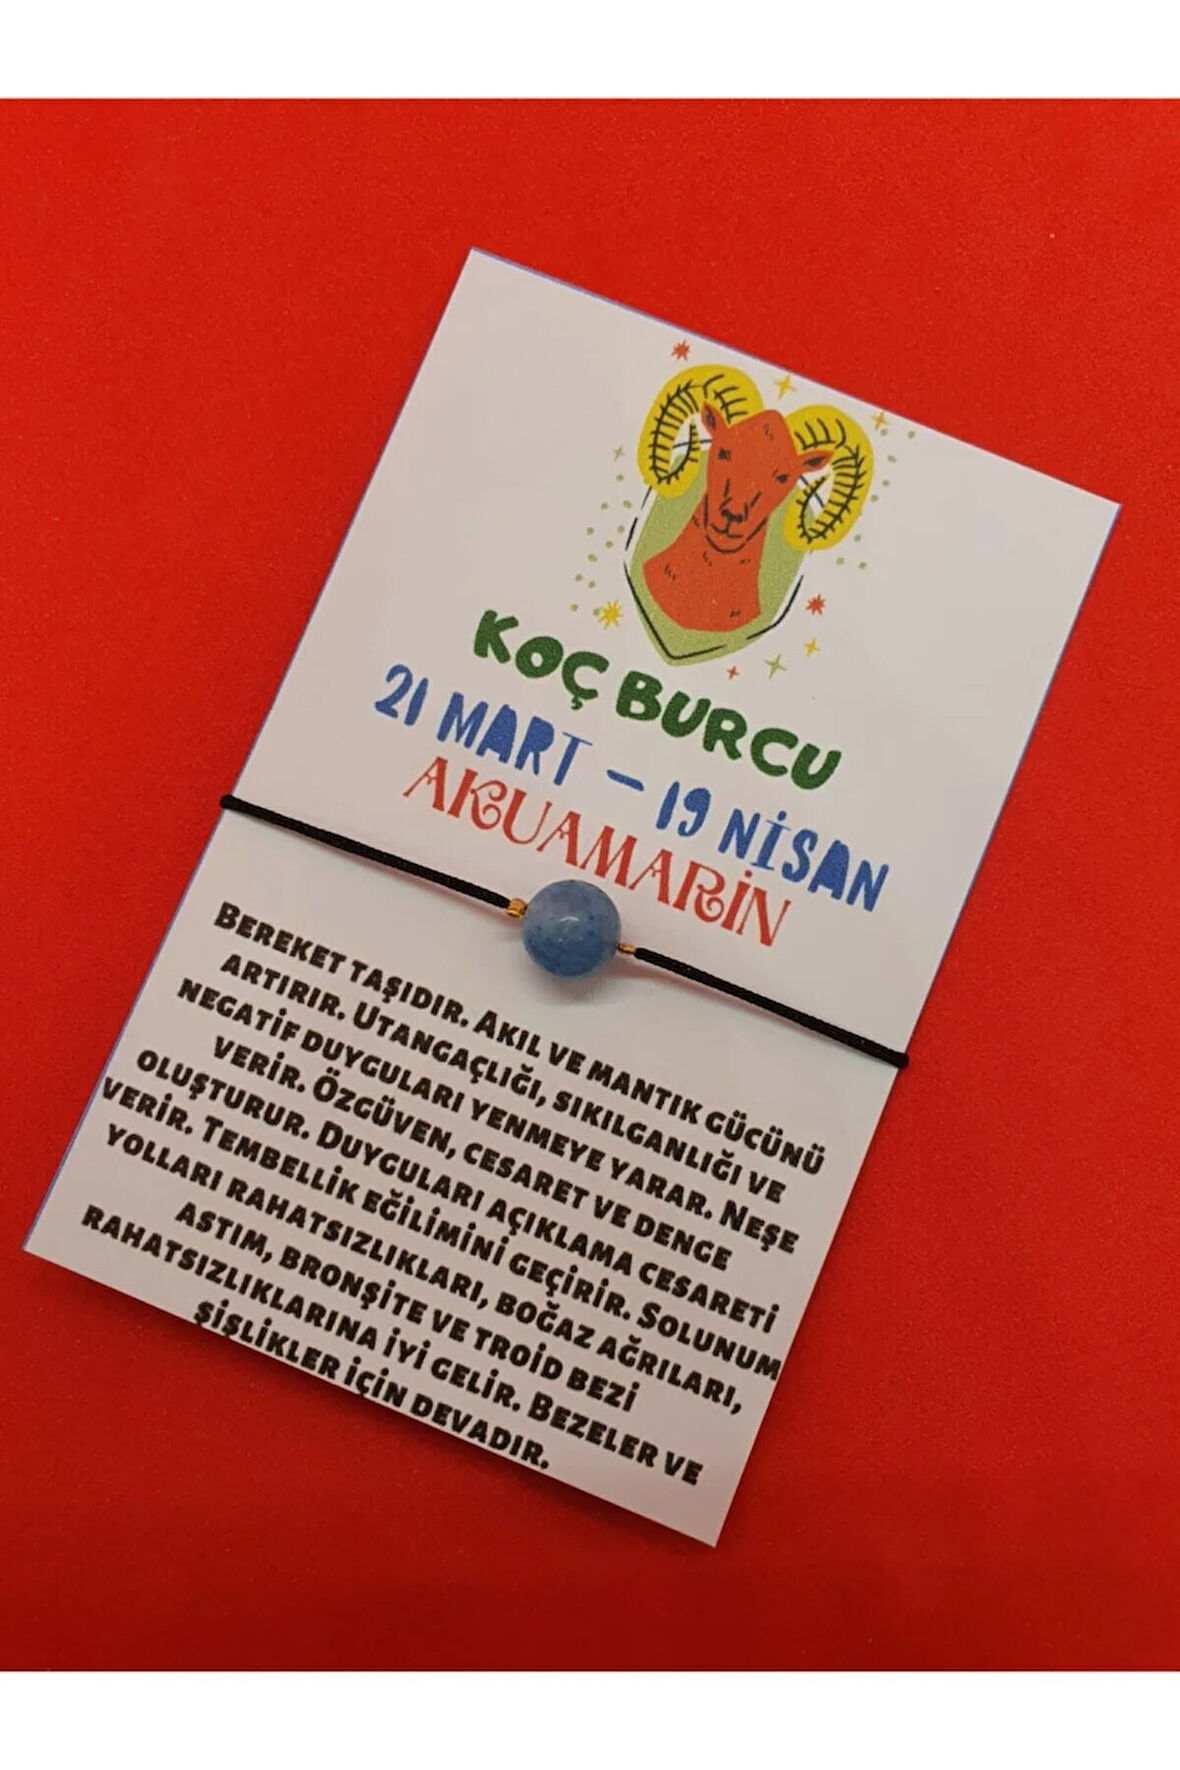 KOÇ BURCU
21 MART – 19 NİSAN
AKUAMARİN
BEREKET TAŞIDIR. AKIL VE MANTIK GÜCÜNÜ
ARTIRIR. UTANGAÇLIĞI, SIKILGANLIĞI VE
NEGATİF DUYGULARI YENMEYE YARAR. NEŞE
VERİR. ÖZGÜVEN, CESARET VE DENGE
OLUŞTURUR. DUYGULARI AÇIKLAMA CESARETİ
VERİR. TEMBELLİK EĞİLİMİNİ GEÇİRİR. SOLUNUM
YOLLARI RAHATSIZLIKLARI, BOĞAZ AĞRILARI,
ASTIM, BRONŞİTE VE TROİD BEZİ
RAHATSIZLIKLARINA İYİ GELİR. BEZELER VE
ŞİŞLİKLER İÇİN DEVADIR.